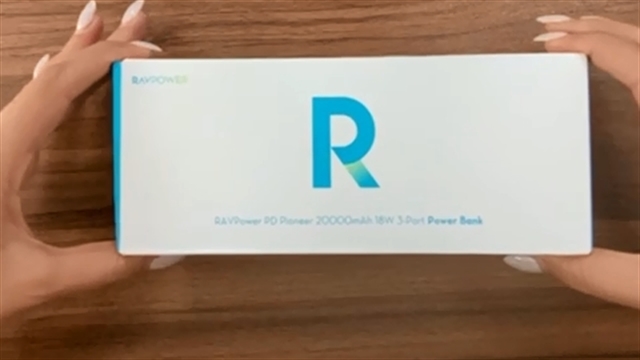 RAVPOWER
R
RAVPower PD Pioneer 20000mAh 18W 3-Port Power Bank